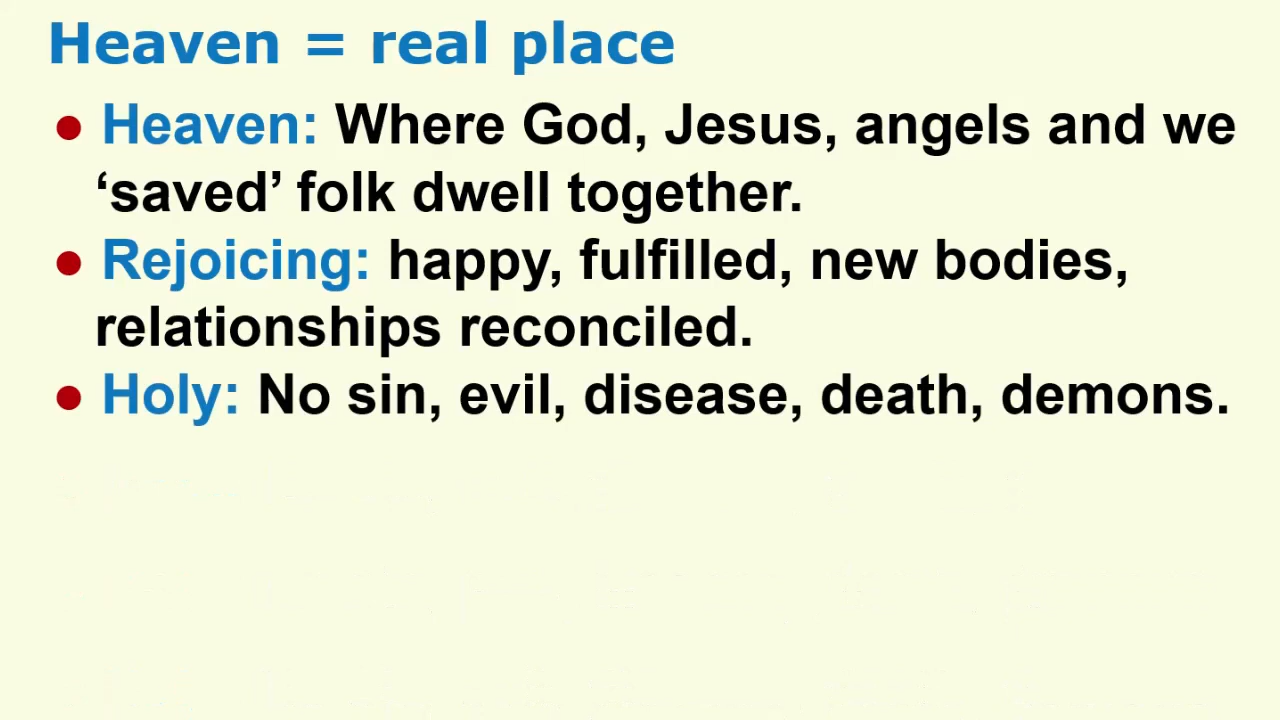 Heaven = real place
● Heaven: Where God, Jesus, angels and we
‘saved’ folk dwell together.
● Rejoicing: happy, fulfilled, new bodies,
relationships reconciled.
● Holy: No sin, evil, disease, death, demons.